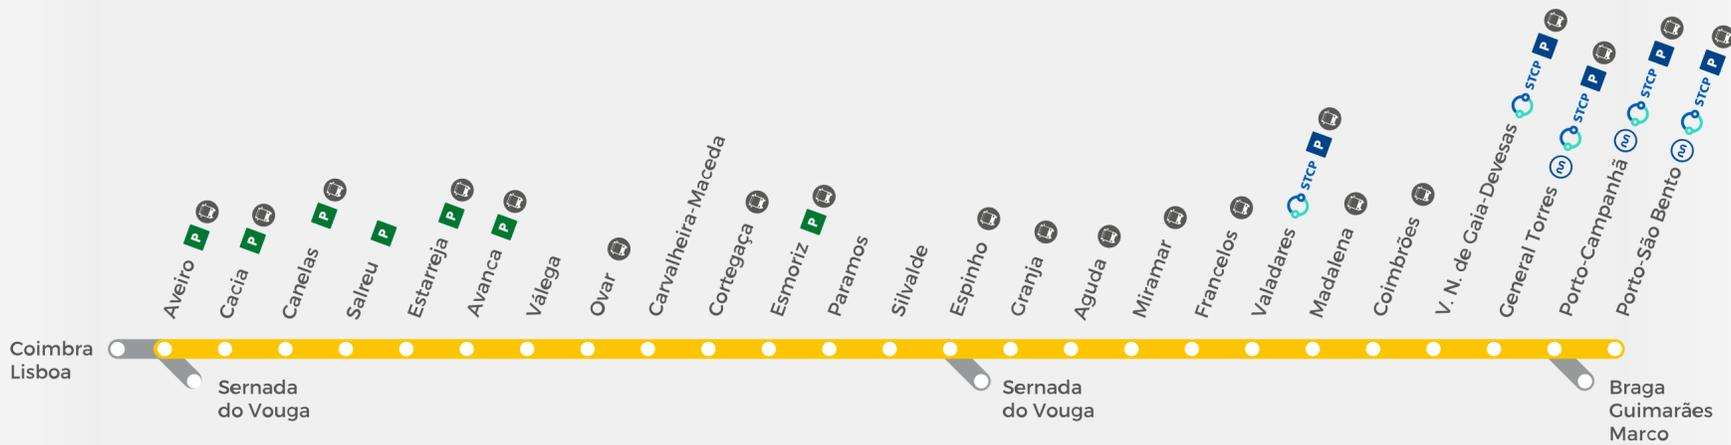 Coimbra
Lisboa
Aveiro P
Cacia P
Canelas P
Salreu P
Estarreja P
Avanca P
Válega
Ovar
Carvalheira-Maceda
Cortegaça
Esmoriz P
Paramos
Silvalde
Espinho
Granja
Aguda
Miramar
Francelos
Valadares STCP P
Madalena
Coimbrões
V. N. de Gaia-Devesas STCP P
General Torres STCP P
Porto-Campanhã STCP P
Porto-São Bento STCP P
Sernada
do Vouga
Sernada
do Vouga
Braga
Guimarães
Marco